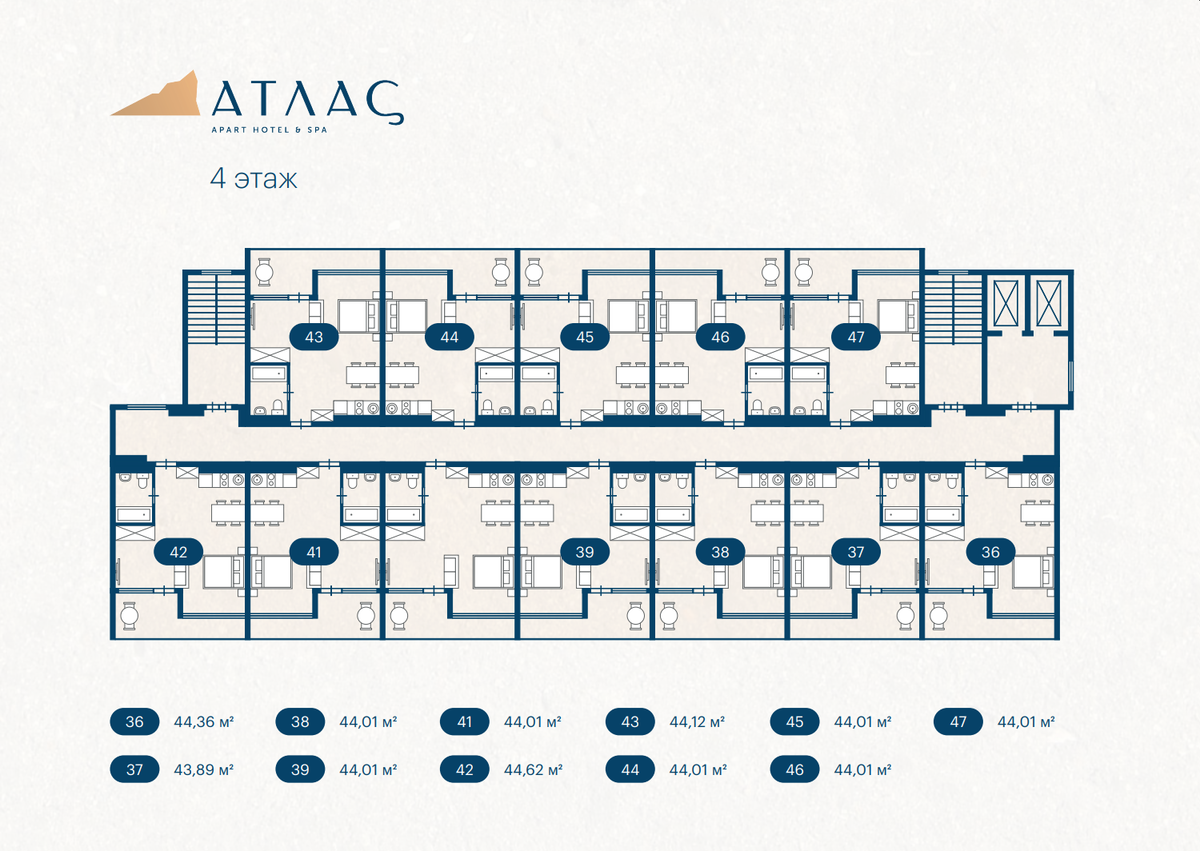 АТЛАС
APART HOTEL & SPA
4 этаж
43 44 45 46 47
42 41 39 38 37 36
36 44,36 м² 38 44,01 м² 41 44,01 м² 43 44,12 м² 45 44,01 м² 47 44,01 м²
37 43,89 м² 39 44,01 м² 42 44,62 м² 44 44,01 м² 46 44,01 м²